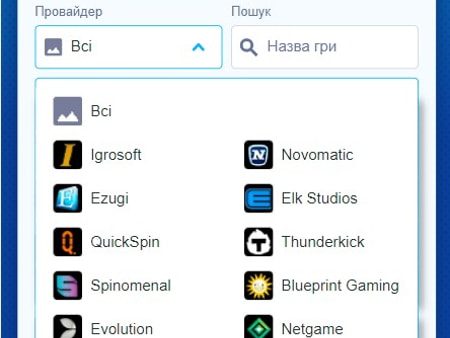 Провайдер Пошук
Всі Назва гри
Всі
Igrosoft Novomatic
Ezugi Elk Studios
QuickSpin Thunderkick
Spinomenal Blueprint Gaming
Evolution Netgame